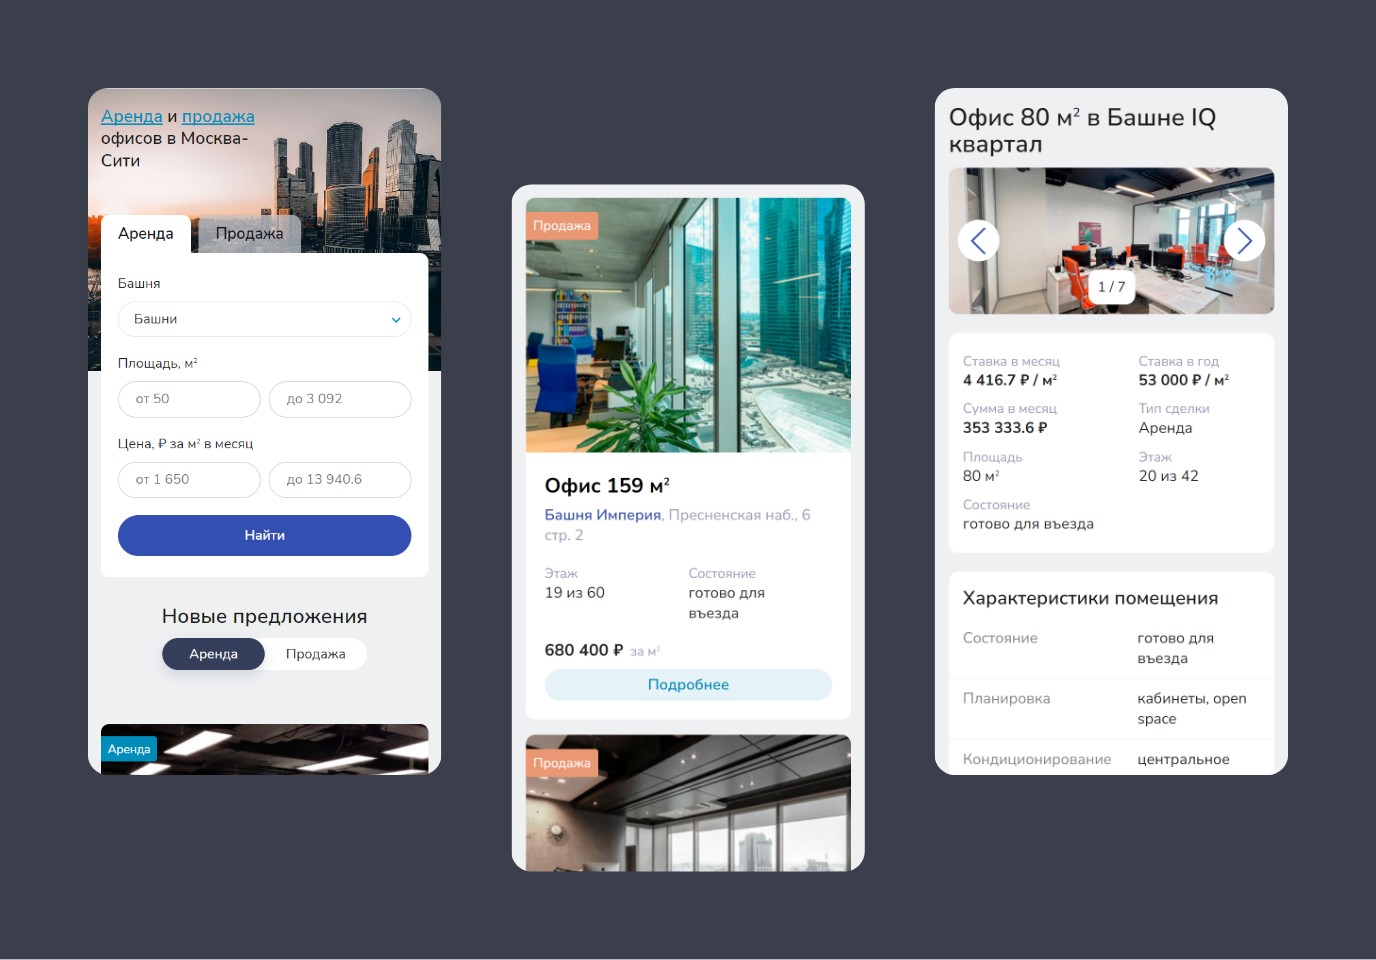 Аренда и продажа
офисов в Москва-
Сити
Аренда
Продажа
Башня
Башни
Площадь, м²
от 50
до 3 092
Цена, ₽ за м² в месяц
от 1 650
до 13 940.6
Найти
Новые предложения
Аренда
Продажа
Аренда
Продажа
Офис 159 м²
Башня Империя, Пресненская наб., 6
стр. 2
Этаж
19 из 60
Состояние
готово для
въезда
680 400 ₽ за м²
Подробнее
Продажа
Офис 80 м² в Башне IQ
квартал
1 / 7
Ставка в месяц
4 416.7 ₽ / м²
Ставка в год
53 000 ₽ / м²
Сумма в месяц
353 333.6 ₽
Тип сделки
Аренда
Площадь
80 м²
Этаж
20 из 42
Состояние
готово для въезда
Характеристики помещения
Состояние
готово для
въезда
Планировка
кабинеты, open
space
Кондиционирование
центральное